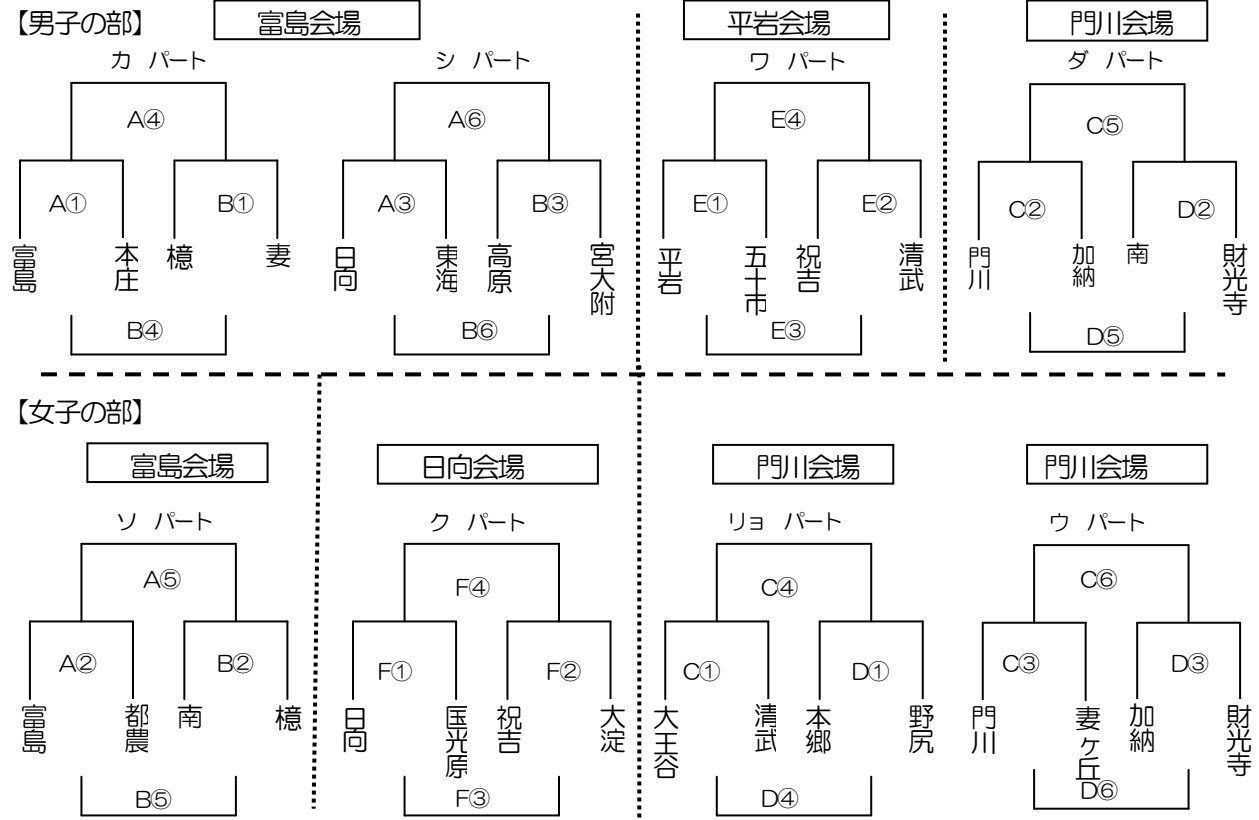 【男子の部】 富島会場 平岩会場 門川会場
カ パート シ パート ワ パート ダ パート
A④ A⑥ E④ C⑤
A① B① A③ B③ E① E② C② D②
富島 本庄 檍 妻 日向 東海 高原 宮大附 平岩 五十市 祝吉 清武 門川 加納 南 財光寺
B④ B⑥ E③ D⑤
【女子の部】
富島会場 日向会場 門川会場 門川会場
ソ パート ク パート リョ パート ウ パート
A⑤ F④ C④ C⑥
A② B② F① F② C① D① C③ D③
富島 都農 南 檍 日向 国光原 祝吉 大淀 大王谷 清武 本郷 野尻 門川 妻ヶ丘 加納 財光寺
B⑤ F③ D④ D⑥